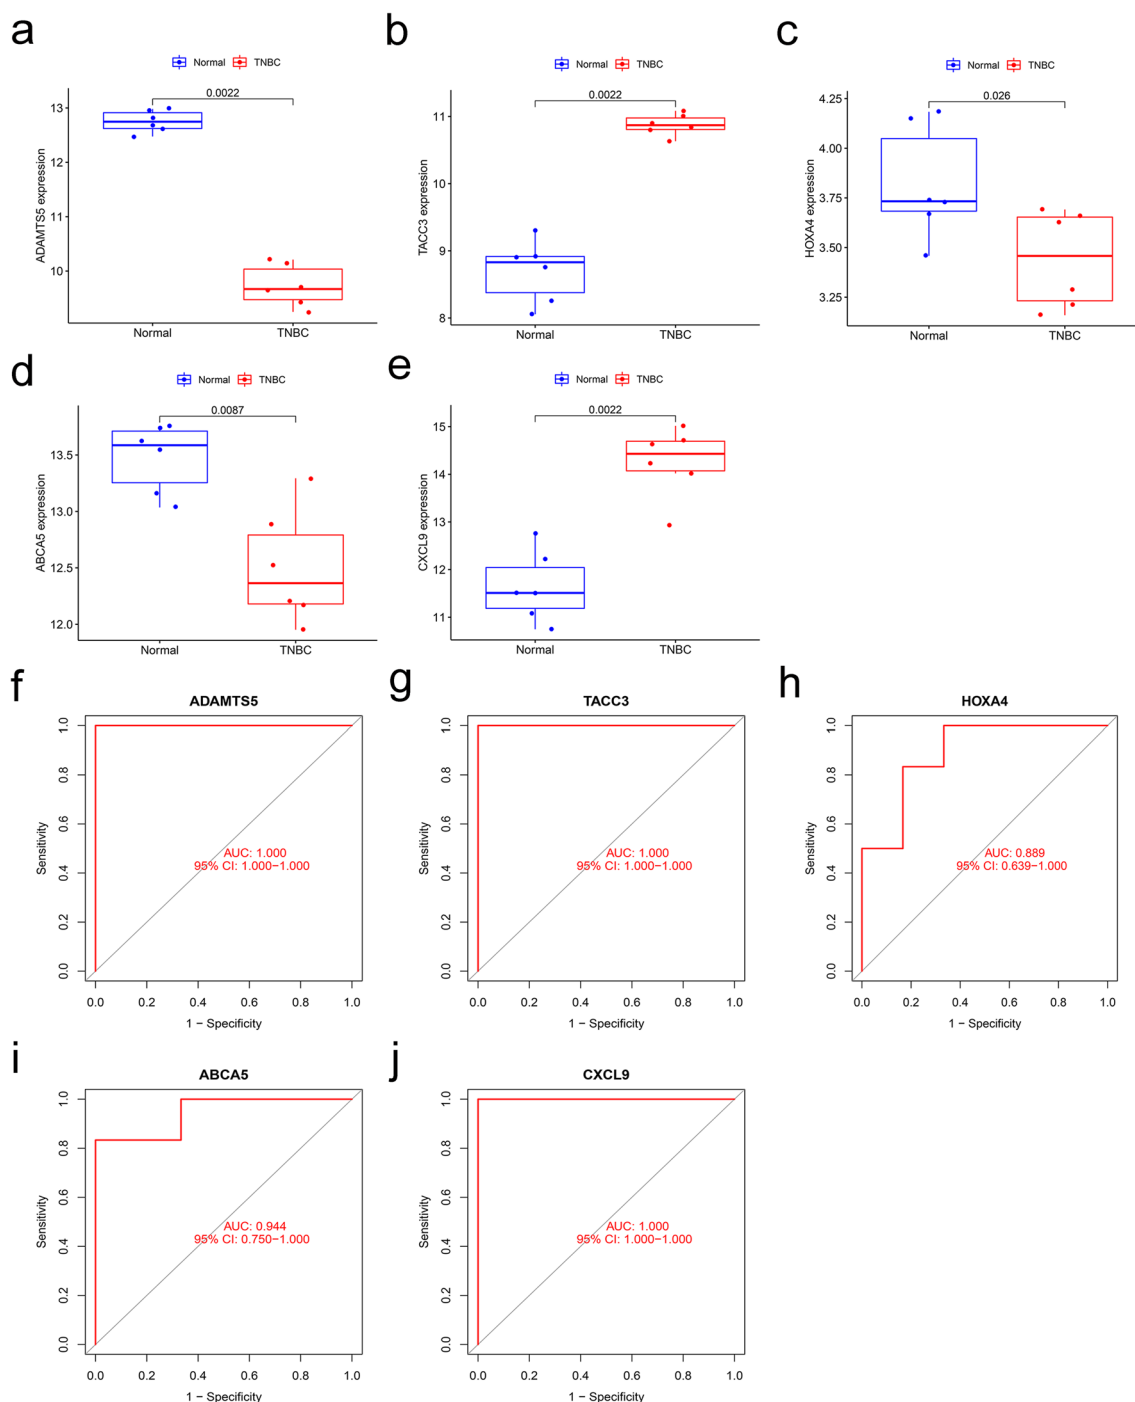 a
Normal TNBC
0.0022
ADAMTS5 expression
13
12
11
10
Normal TNBC
b
Normal TNBC
0.0022
TACC3 expression
11
10
9
8
Normal TNBC
c
Normal TNBC
0.026
HOXA4 expression
4.25
4.00
3.75
3.50
3.25
Normal TNBC
d
Normal TNBC
0.0087
ABCA5 expression
13.5
13.0
12.5
12.0
Normal TNBC
e
Normal TNBC
0.0022
CXCL9 expression
15
14
13
12
11
Normal TNBC
f
ADAMTS5
Sensitivity
1.0
0.8
0.6
0.4
0.2
0.0
AUC: 1.000
95% CI: 1.000−1.000
0.0 0.2 0.4 0.6 0.8 1.0
1 − Specificity
g
TACC3
Sensitivity
1.0
0.8
0.6
0.4
0.2
0.0
AUC: 1.000
95% CI: 1.000−1.000
0.0 0.2 0.4 0.6 0.8 1.0
1 − Specificity
h
HOXA4
Sensitivity
1.0
0.8
0.6
0.4
0.2
0.0
AUC: 0.889
95% CI: 0.639−1.000
0.0 0.2 0.4 0.6 0.8 1.0
1 − Specificity
i
ABCA5
Sensitivity
1.0
0.8
0.6
0.4
0.2
0.0
AUC: 0.944
95% CI: 0.750−1.000
0.0 0.2 0.4 0.6 0.8 1.0
1 − Specificity
j
CXCL9
Sensitivity
1.0
0.8
0.6
0.4
0.2
0.0
AUC: 1.000
95% CI: 1.000−1.000
0.0 0.2 0.4 0.6 0.8 1.0
1 − Specificity